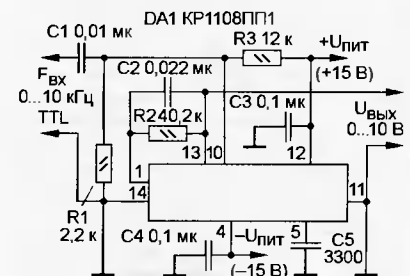 DA1 КР1108ПП1
C1 0,01 мк
R3 12 к
+Uпит
(+15 В)
Fвх
0...10 кГц
TTL
C2 0,022 мк
R2 40,2 к
C3 0,1 мк
Uвых
0...10 В
13
10
12
1
14
11
4
5
R1
2,2 к
C4 0,1 мк
−Uпит
(−15 В)
C5
3300